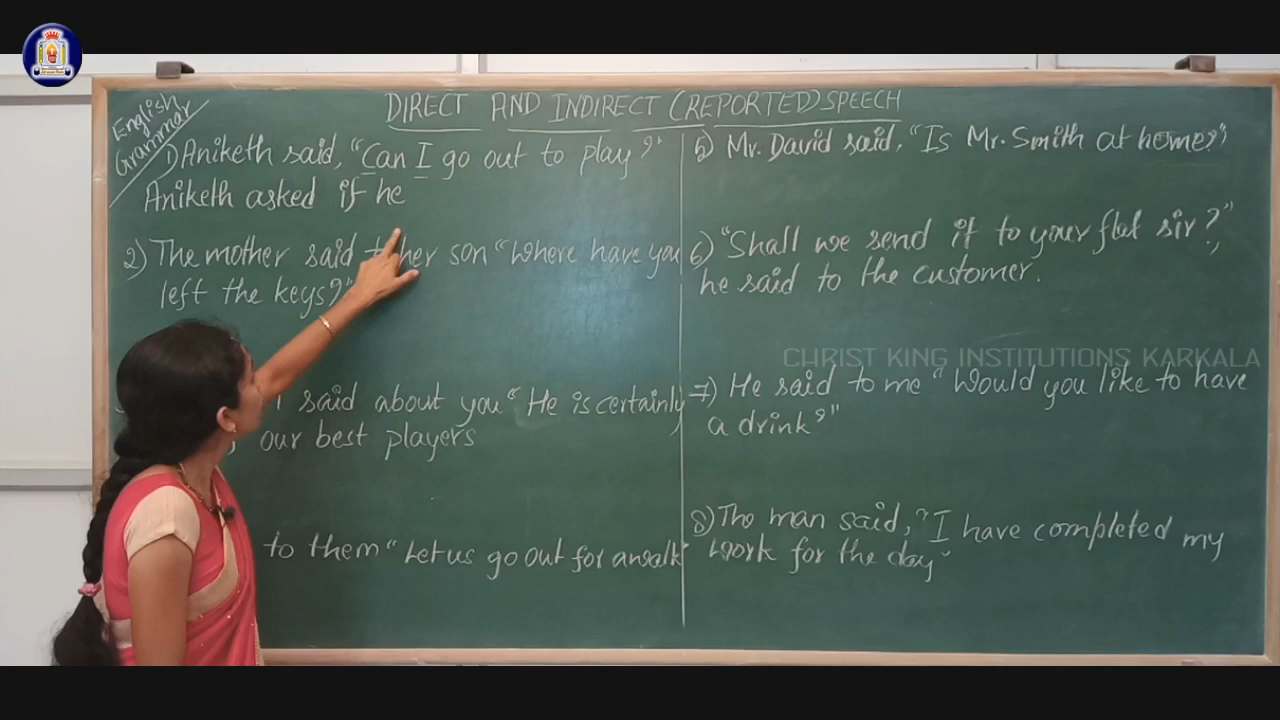 English
Grammar
DIRECT AND INDIRECT (REPORTED) SPEECH
1) Aniketh said, "Can I go out to play?"
Aniketh asked if he
2) The mother said to her son "Where have you
left the keys?"
said about you "He is certainly
our best players
to them "Let us go out for a walk"
5) Mr. David said, "Is Mr. Smith at home?"
6) "Shall we send it to your flat sir?",
he said to the customer.
7) He said to me "Would you like to have
a drink?"
8) The man said, "I have completed my
work for the day"
CHRIST KING INSTITUTIONS KARKALA